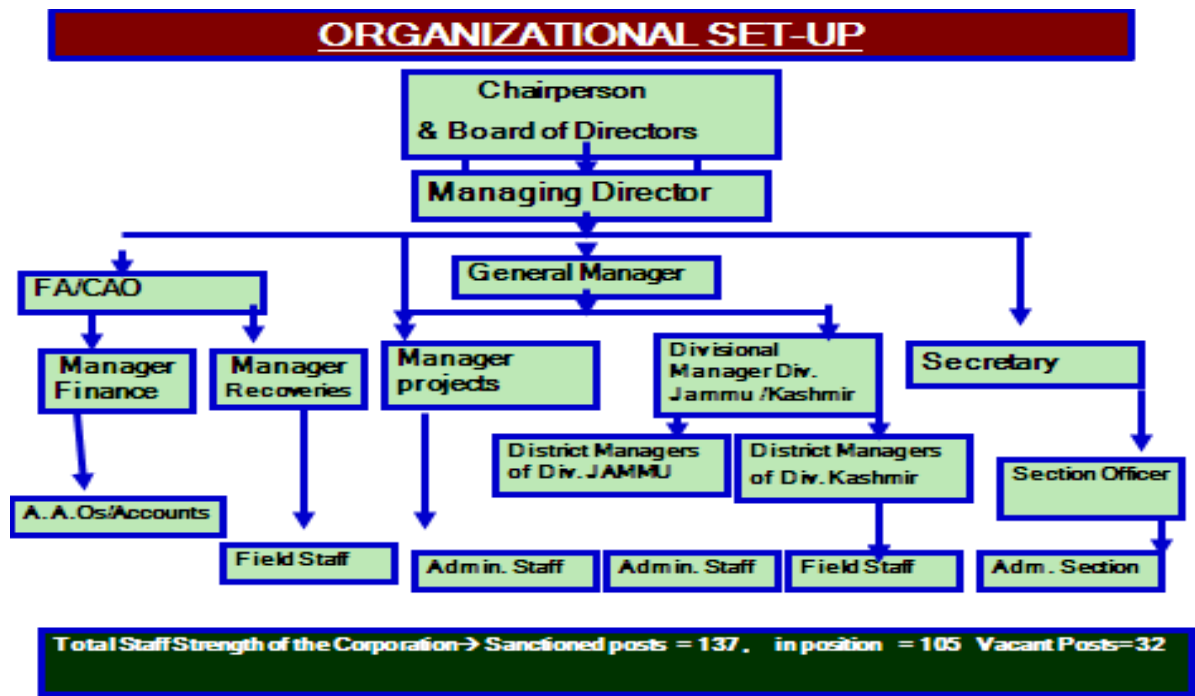 ORGANIZATIONAL SET-UP
Chairperson
& Board of Directors
Managing Director
General Manager
FA/CAO
Manager
Finance
Manager
Recoveries
Manager
projects
Divisional
Manager Div.
Jammu /Kashmir
Secretary
District Managers
of Div. JAMMU
District Managers
of Div. Kashmir
Section Officer
A.A.Os/Accounts
Field Staff
Admin. Staff
Admin. Staff
Field Staff
Adm. Section
Total Staff Strength of the Corporation→ Sanctioned posts = 137, in position = 105 Vacant Posts=32